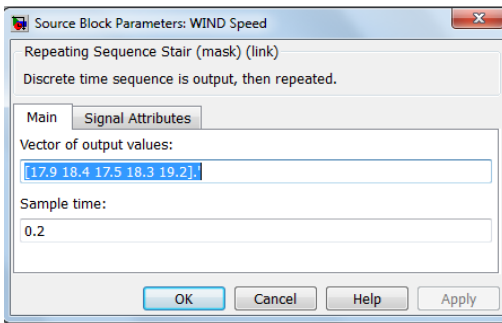 Source Block Parameters: WIND Speed
Repeating Sequence Stair (mask) (link)
Discrete time sequence is output, then repeated.
Main Signal Attributes
Vector of output values:
[17.9 18.4 17.5 18.3 19.2].'
Sample time:
0.2
OK Cancel Help Apply